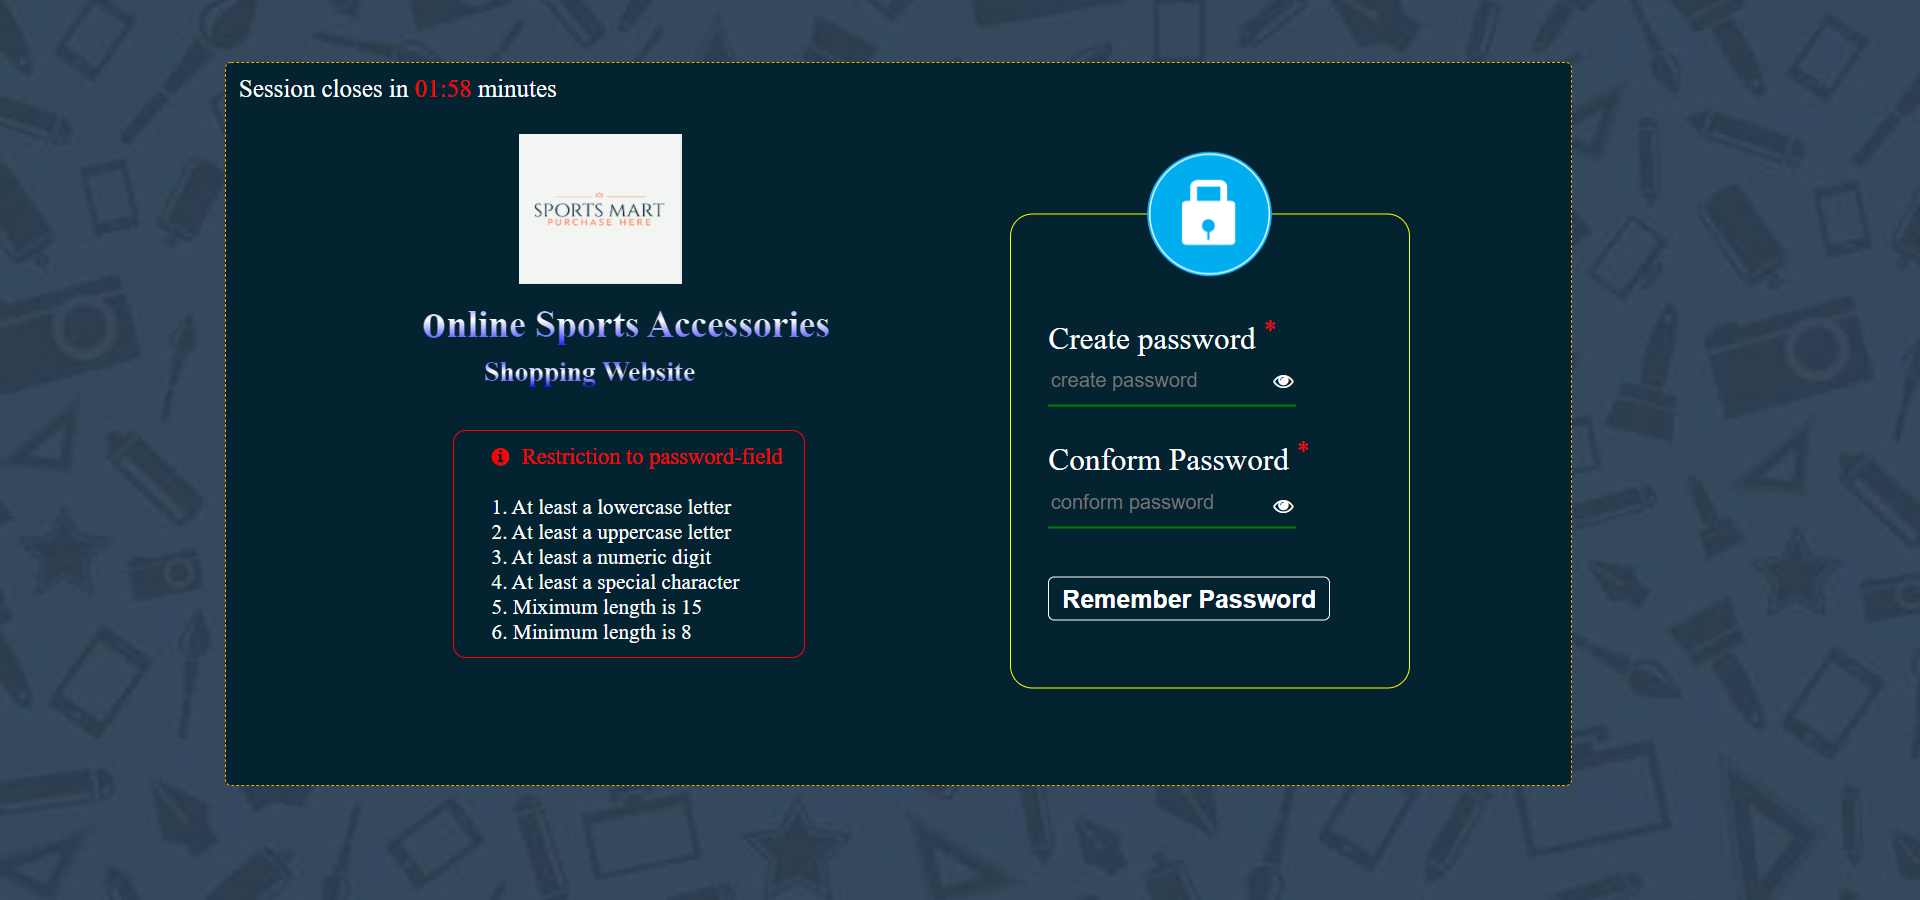 Session closes in 01:58 minutes
SPORTS MART
PURCHASE HERE
Online Sports Accessories
Shopping Website
Restriction to password-field
1. At least a lowercase letter
2. At least a uppercase letter
3. At least a numeric digit
4. At least a special character
5. Miximum length is 15
6. Minimum length is 8
Create password *
create password
Conform Password *
conform password
Remember Password